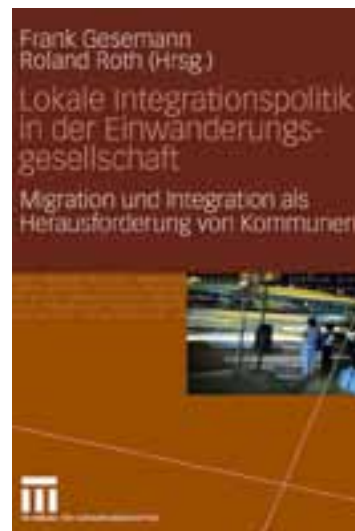 Frank Gesemann
Roland Roth (Hrsg.)
Lokale Integrationspolitik
in der Einwanderungs-
gesellschaft
Migration und Integration als
Herausforderung von Kommunen